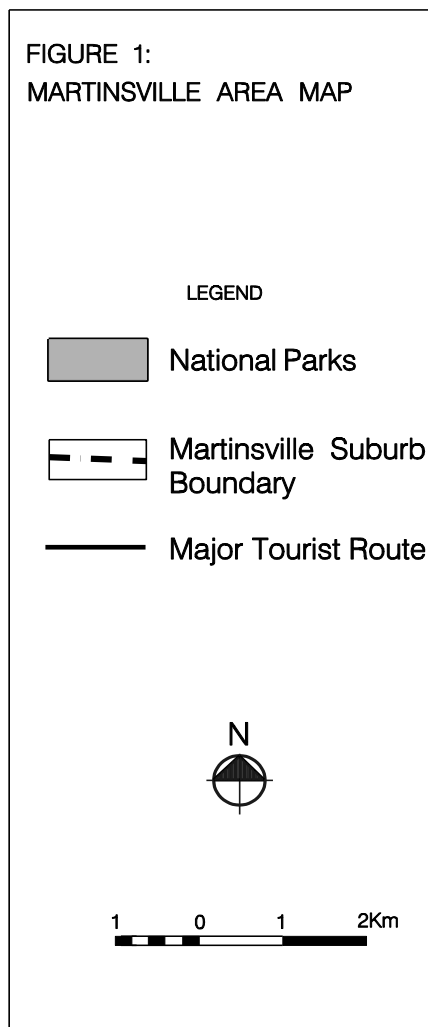 FIGURE 1:
MARTINSVILLE AREA MAP
LEGEND
National Parks
Martinsville Suburb
Boundary
Major Tourist Route
N
1 0 1 2Km